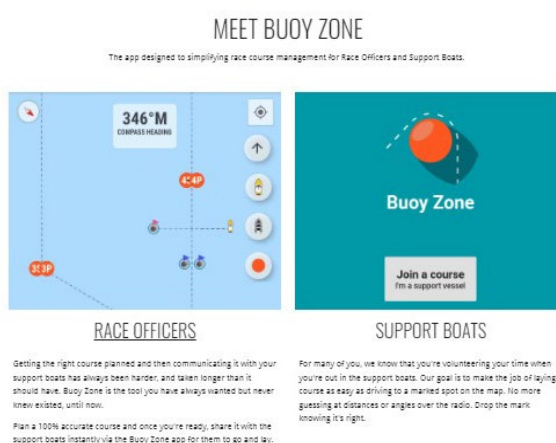 MEET BUOY ZONE
The app designed to simplifying race course management for Race Officers and Support Boats.
346°M
COMPASS HEADING
Buoy Zone
Join a course
I'm a support vessel
RACE OFFICERS
Getting the right course planned and then communicating it with your
support boats has always been harder, and taken longer than it
should have. Buoy Zone is the tool you have always wanted but never
knew existed, until now.
Plan a 100% accurate course and once you're ready, share it with the
support boats instantly via the Buoy Zone app for them to go and lay.
SUPPORT BOATS
For many of you, we know that you're volunteering your time when
you're out in the support boats. Our goal is to make the job of laying
course as easy as driving to a marked spot on the map. No more
guessing at distances or angles over the radio. Drop the mark
knowing it's right.